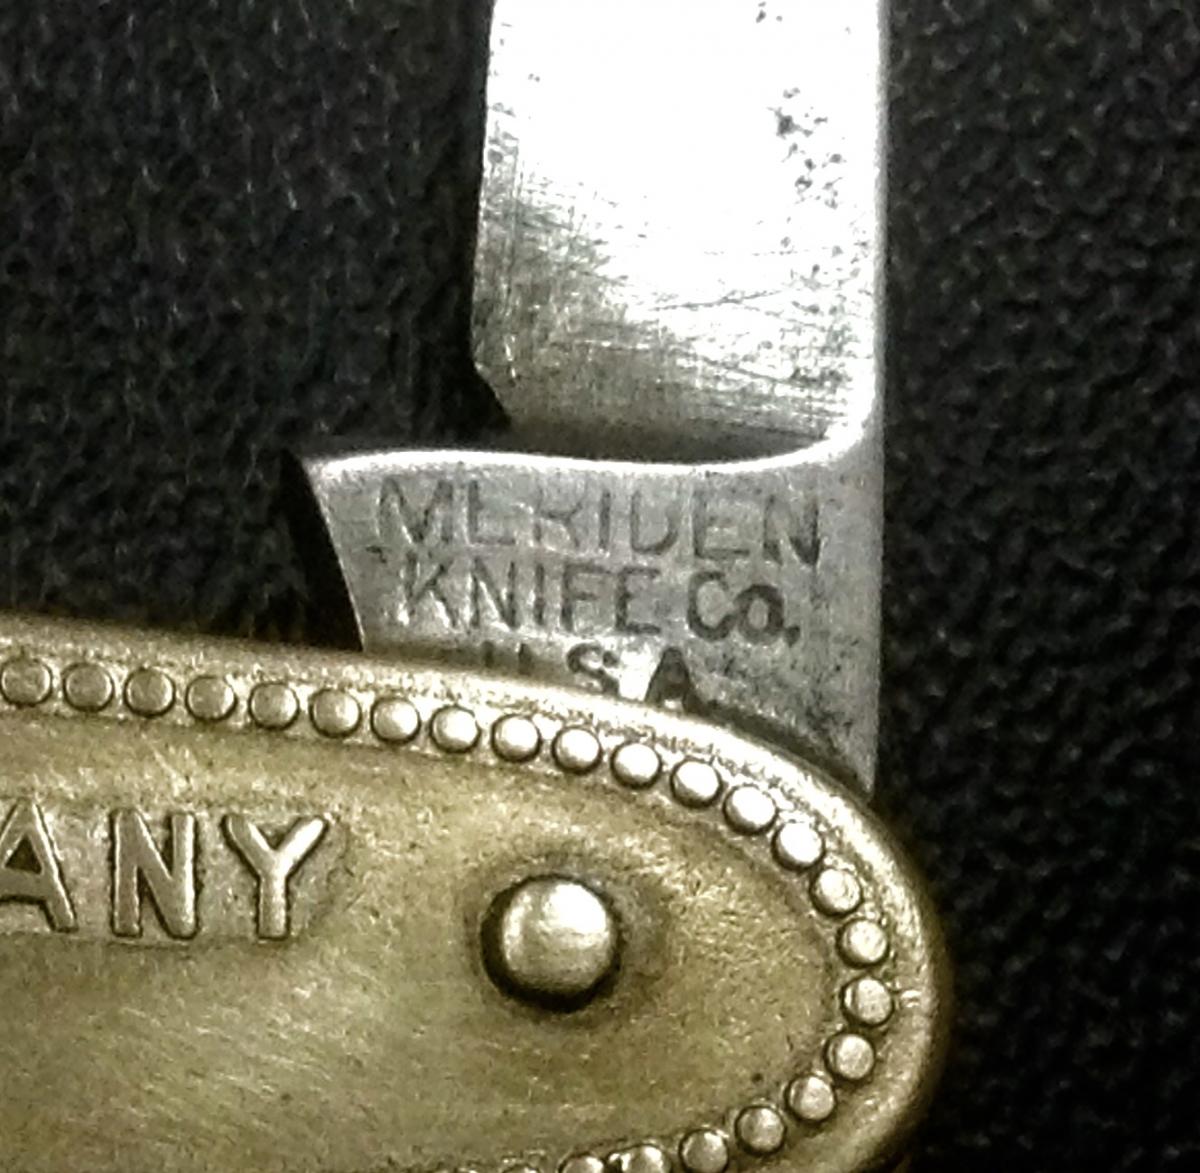 MERIDEN
KNIFE Co.
U.S.A.
ANY